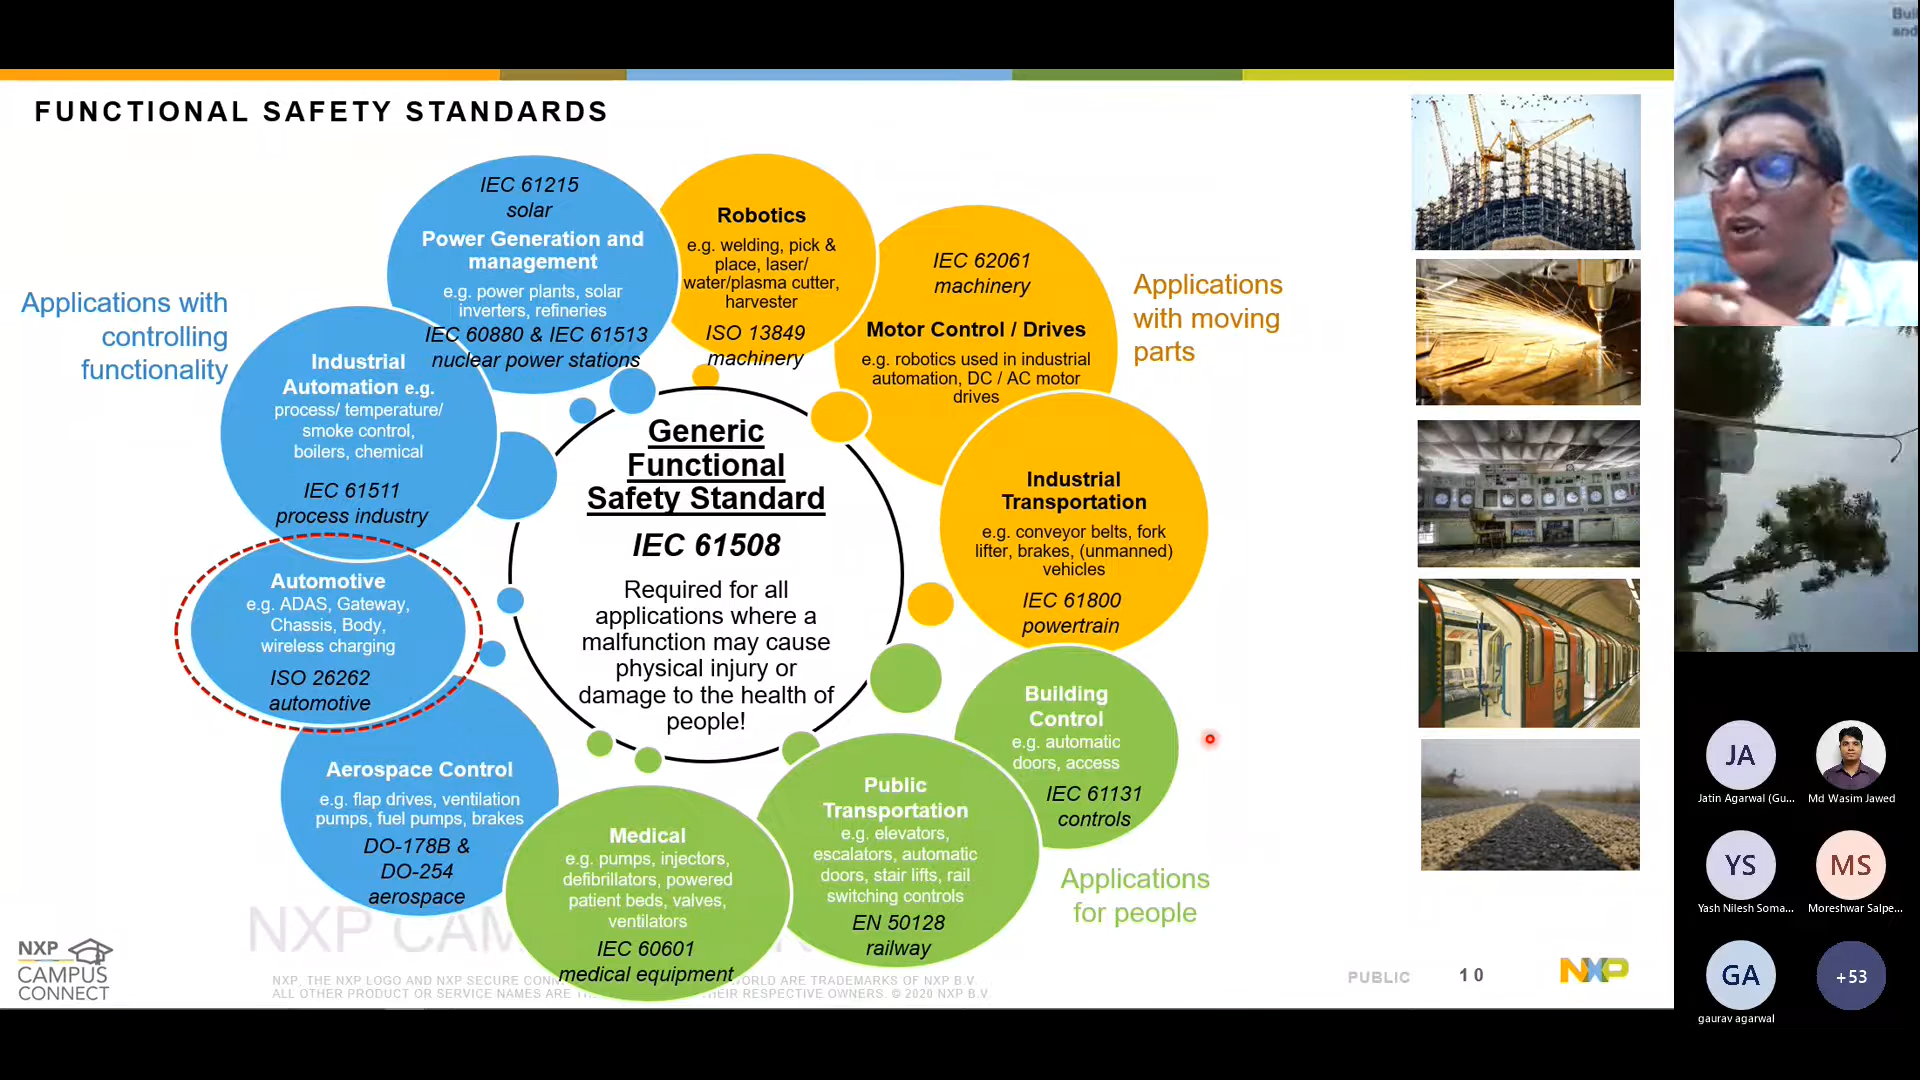 FUNCTIONAL SAFETY STANDARDS
Applications with
controlling
functionality
IEC 61215
solar
Power Generation and
management
e.g. power plants, solar
inverters, refineries
IEC 60880 & IEC 61513
nuclear power stations
Robotics
e.g. welding, pick &
place, laser/
water/plasma cutter,
harvester
ISO 13849
machinery
IEC 62061
machinery
Motor Control / Drives
e.g. robotics used in industrial
automation, DC / AC motor
drives
Applications
with moving
parts
Industrial
Automation e.g.
process/ temperature/
smoke control,
boilers, chemical
IEC 61511
process industry
Generic
Functional
Safety Standard
IEC 61508
Required for all
applications where a
malfunction may cause
physical injury or
damage to the health of
people!
Industrial
Transportation
e.g. conveyor belts, fork
lifter, brakes, (unmanned)
vehicles
IEC 61800
powertrain
Automotive
e.g. ADAS, Gateway,
Chassis, Body,
wireless charging
ISO 26262
automotive
Building
Control
e.g. automatic
doors, access
IEC 61131
controls
Aerospace Control
e.g. flap drives, ventilation
pumps, fuel pumps, brakes
DO-178B &
DO-254
aerospace
Medical
e.g. pumps, injectors,
defibrillators, powered
patient beds, valves,
ventilators
IEC 60601
medical equipment
Public
Transportation
e.g. elevators,
escalators, automatic
doors, stair lifts, rail
switching controls
EN 50128
railway
Applications
for people
NXP
CAMPUS
CONNECT
NXP, THE NXP LOGO AND NXP SECURE WORLD ARE TRADEMARKS OF NXP B.V.
ALL OTHER PRODUCT OR SERVICE NAMES ARE RESPECTIVE OWNERS. © 2020 NXP B.V.
PUBLIC
10
NXP
JA
Jatin Agarwal (Gu...
Md Wasim Jawed
YS
Yash Nilesh Soma...
MS
Moreshwar Salpe...
GA
gaurav agarwal
+53